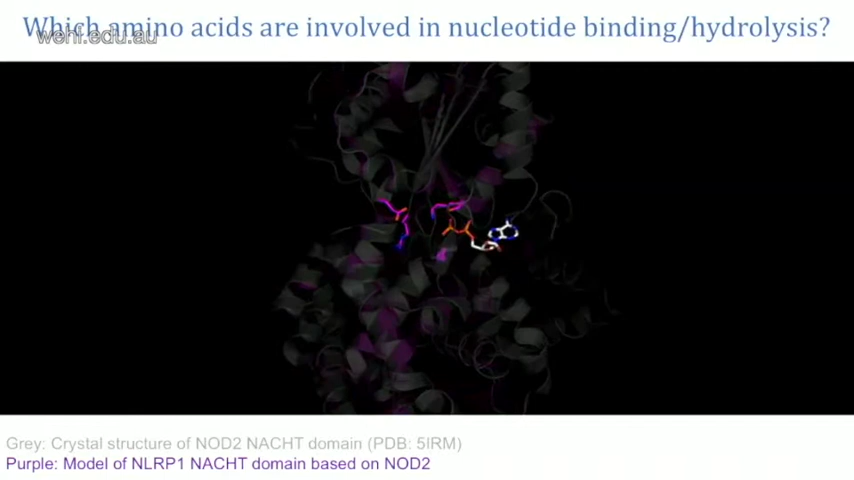 Which amino acids are involved in nucleotide binding/hydrolysis?
wehi.edu.au
Grey: Crystal structure of NOD2 NACHT domain (PDB: 5IRM)
Purple: Model of NLRP1 NACHT domain based on NOD2